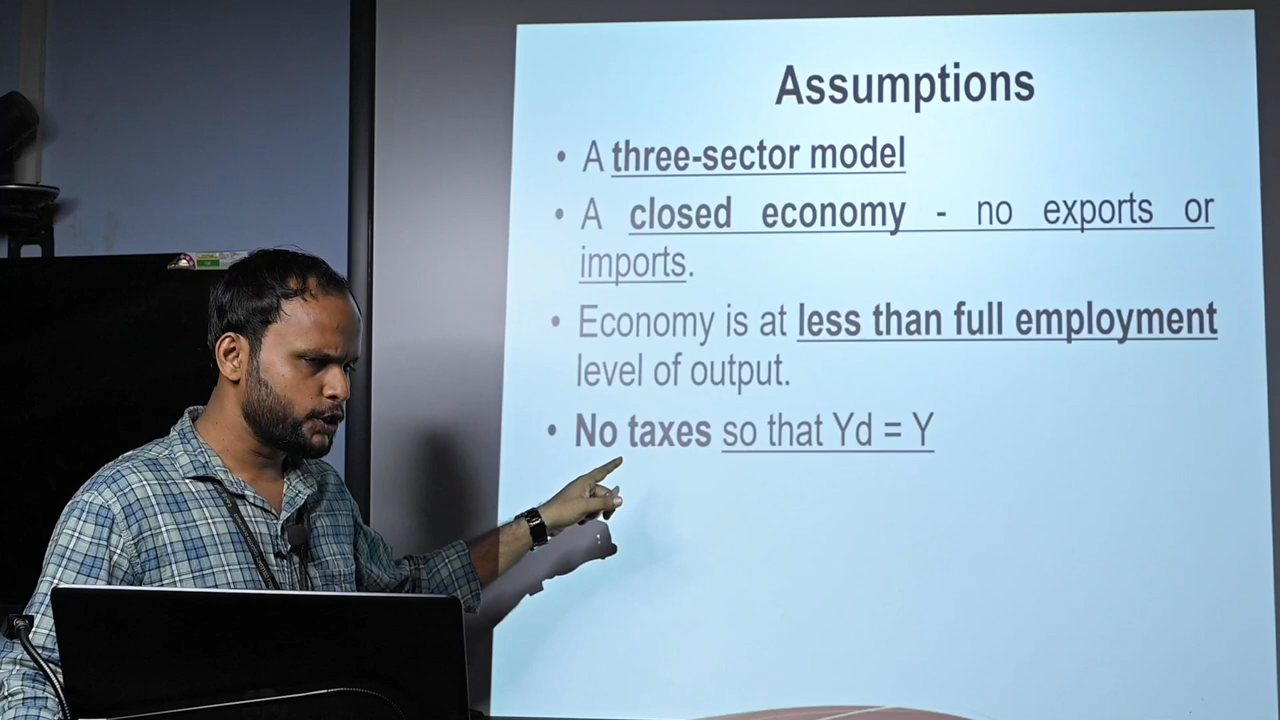 Assumptions
• A three-sector model
• A closed economy - no exports or
imports.
• Economy is at less than full employment
level of output.
• No taxes so that Yd = Y